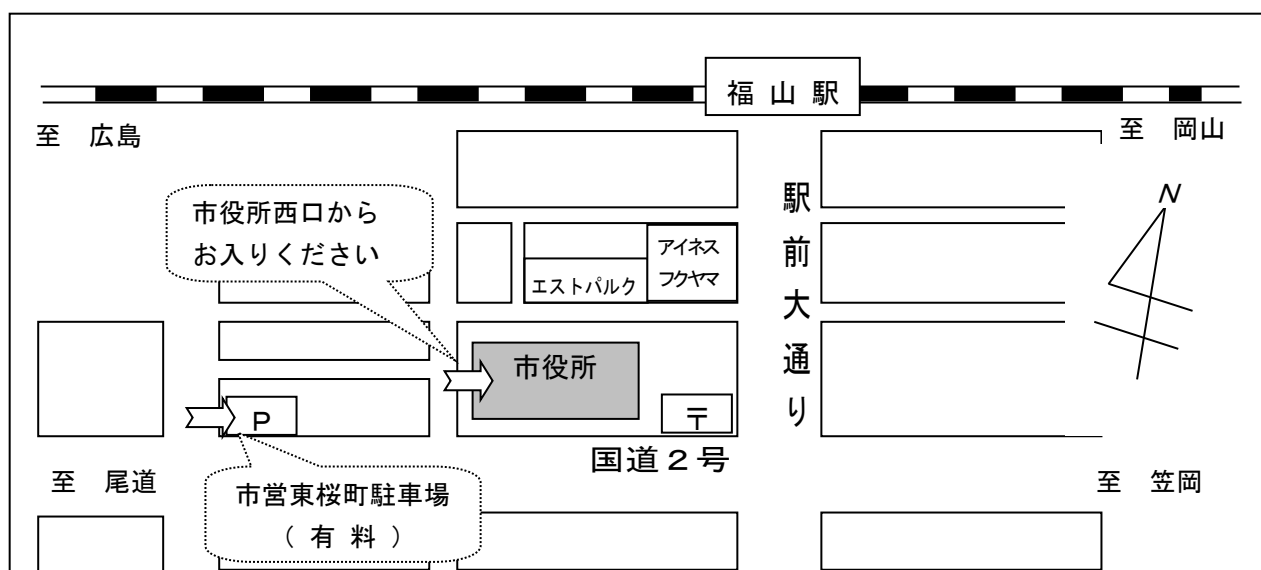 福山駅
至 広島
至 岡山
市役所西口から
お入りください
アイネス
フクヤマ
エストパルク
駅前大通り
N
市役所
〒
P
国道２号
至 尾道
至 笠岡
市営東桜町駐車場
（有料）